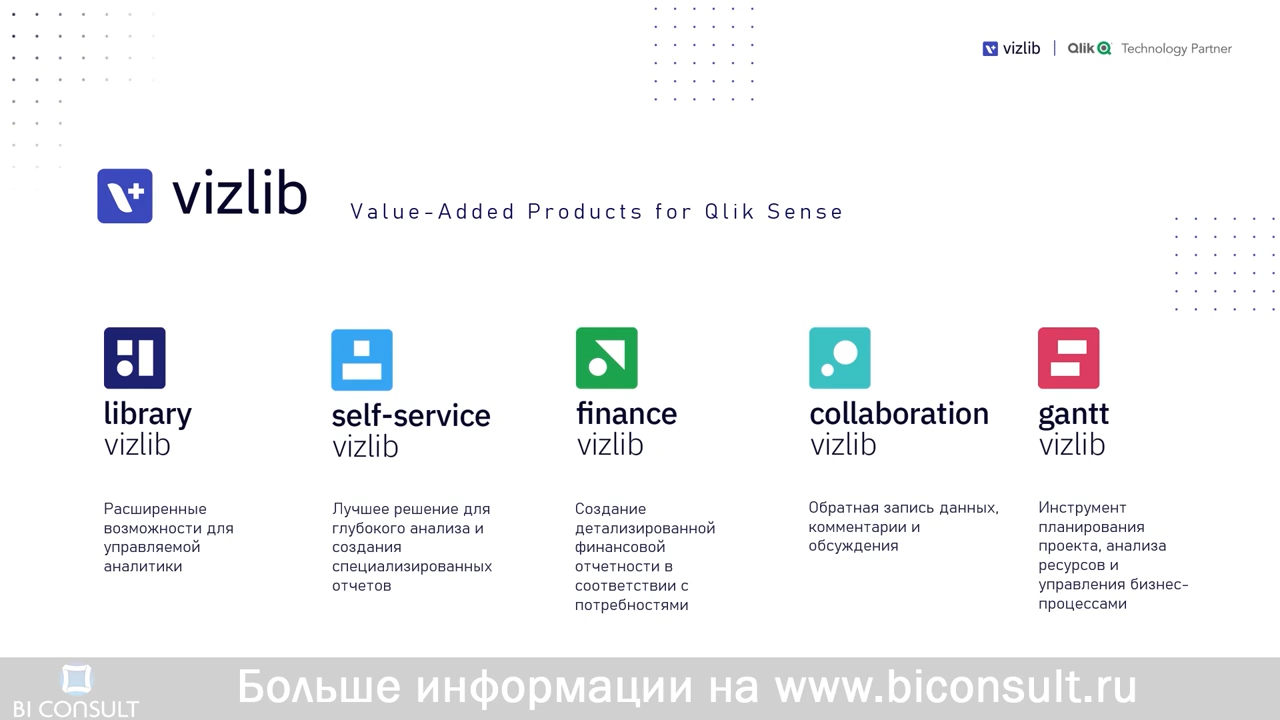 vizlib | Qlik Technology Partner
vizlib Value-Added Products for Qlik Sense
library
vizlib
Расширенные
возможности для
управляемой
аналитики
self-service
vizlib
Лучшее решение для
глубокого анализа и
создания
специализированных
отчетов
finance
vizlib
Создание
детализированной
финансовой
отчетности в
соответствии с
потребностями
collaboration
vizlib
Обратная запись данных,
комментарии и
обсуждения
gantt
vizlib
Инструмент
планирования
проекта, анализа
ресурсов и
управления бизнес-
процессами
BI CONSULT
Больше информации на www.biconsult.ru